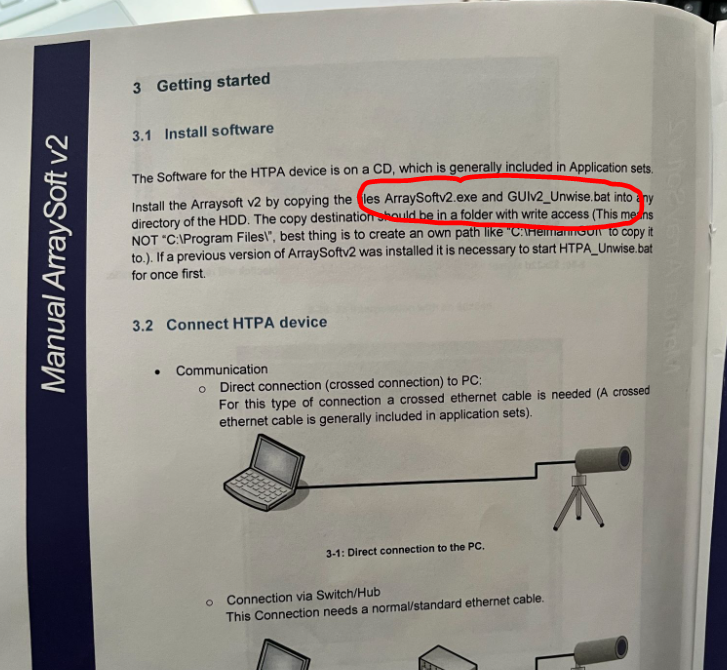 Manual ArraySoft v2
3 Getting started
3.1 Install software
The Software for the HTPA device is on a CD, which is generally included in Application sets.
Install the Arraysoft v2 by copying the files ArraySoftv2.exe and GUIv2_Unwise.bat into any
directory of the HDD. The copy destination should be in a folder with write access (This means
NOT "C:\Program Files\", best thing is to create an own path like "C:\HeimannGUI\" to copy it
to.). If a previous version of ArraySoftv2 was installed it is necessary to start HTPA_Unwise.bat
for once first.
3.2 Connect HTPA device
• Communication
o Direct connection (crossed connection) to PC:
For this type of connection a crossed ethernet cable is needed (A crossed
ethernet cable is generally included in application sets).
3-1: Direct connection to the PC.
o Connection via Switch/Hub
This Connection needs a normal/standard ethernet cable.